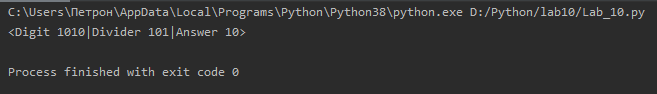 C:\Users\Петрон\AppData\Local\Programs\Python\Python38\python.exe D:/Python/lab10/Lab_10.py
<Digit 1010|Divider 101|Answer 10>
Process finished with exit code 0